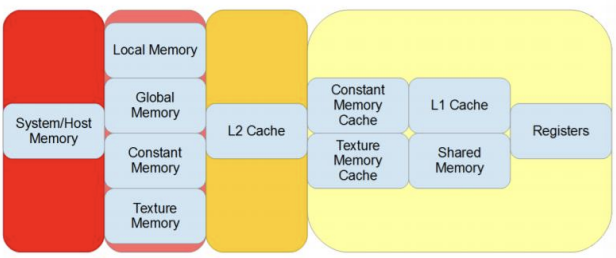 System/Host
Memory
Local Memory
Global
Memory
Constant
Memory
Texture
Memory
L2 Cache
Constant
Memory
Cache
Texture
Memory
Cache
L1 Cache
Shared
Memory
Registers